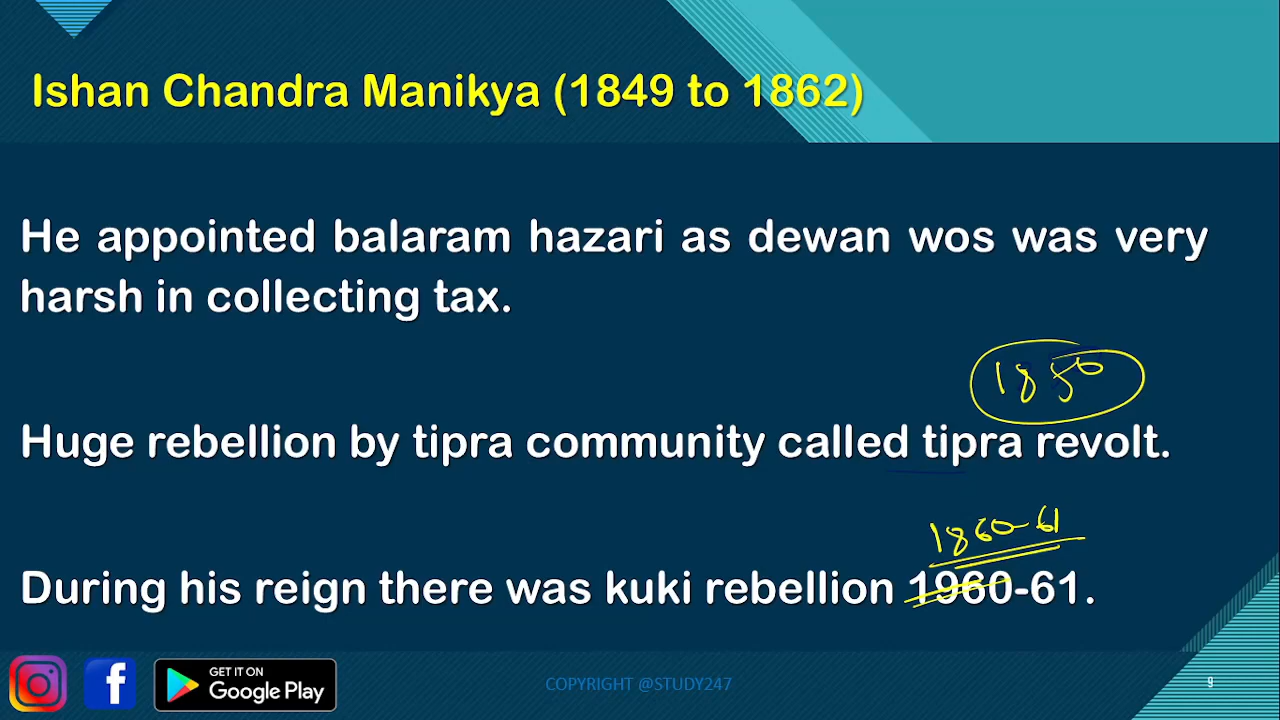 Ishan Chandra Manikya (1849 to 1862)
He appointed balaram hazari as dewan wos was very
harsh in collecting tax.
1850
Huge rebellion by tipra community called tipra revolt.
1860-61
During his reign there was kuki rebellion 1960-61.
GET IT ON
Google Play
COPYRIGHT @STUDY247
9